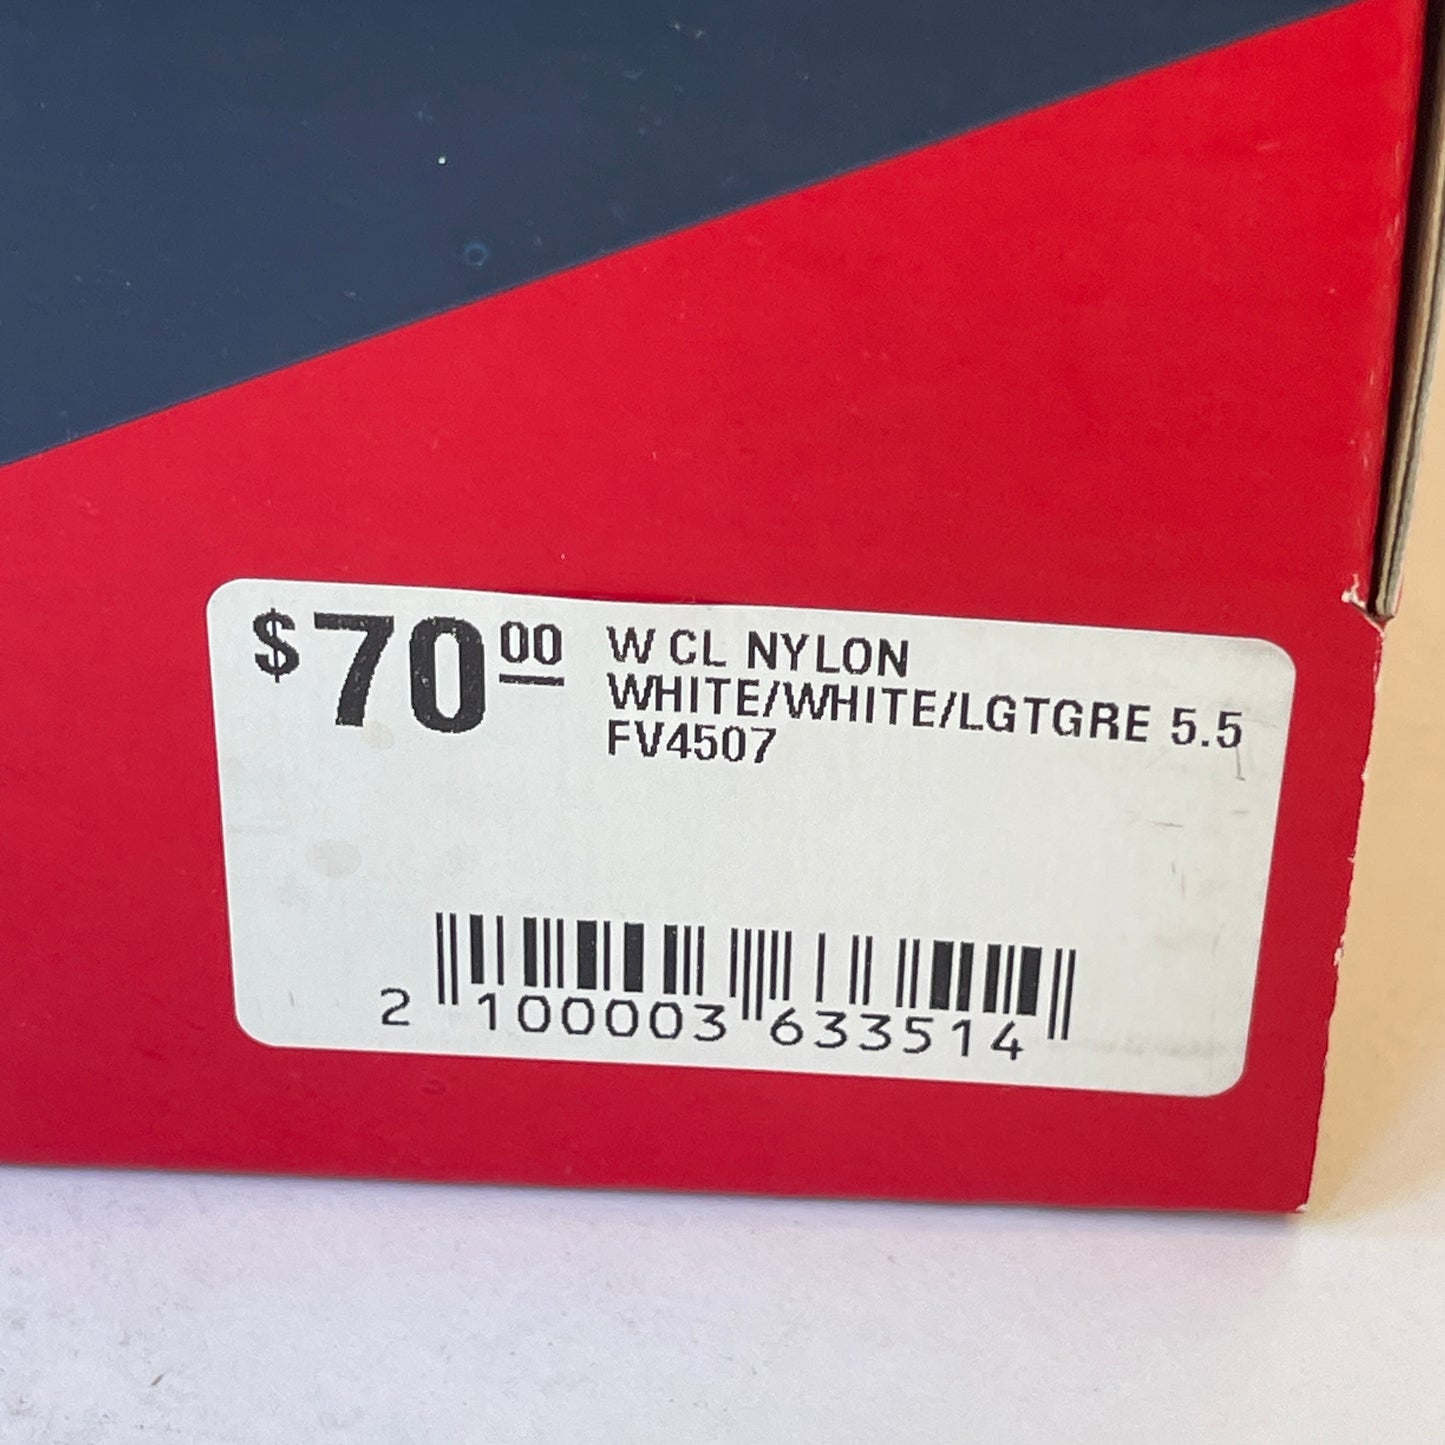 $70.00 W CL NYLON
WHITE/WHITE/LGTGRE 5.5
FV4507
2 100003 633514